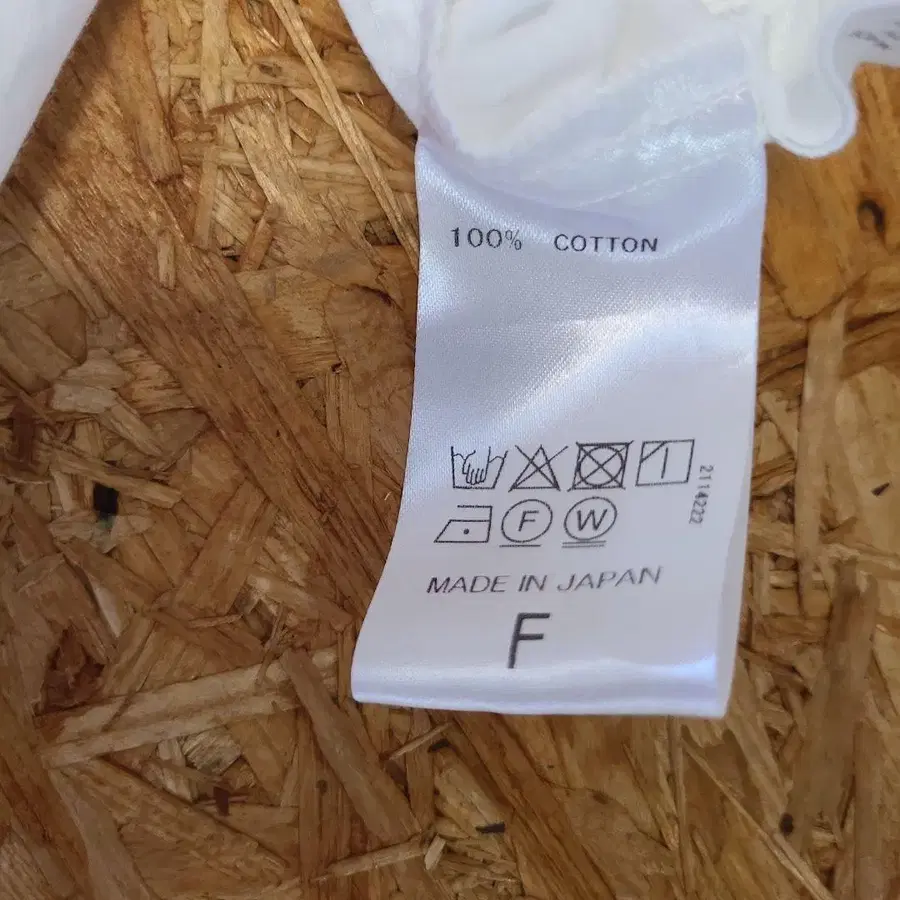 100% COTTON
2114222
F W
MADE IN JAPAN
F